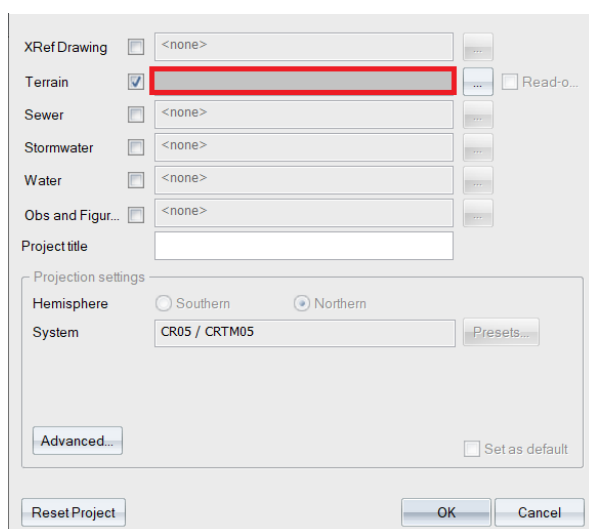 XRef Drawing <none> ...
Terrain ... Read-o...
Sewer <none> ...
Stormwater <none> ...
Water <none> ...
Obs and Figur... <none> ...
Project title
Projection settings
Hemisphere Southern Northern
System CR05 / CRTM05 Presets...
Advanced... Set as default
Reset Project OK Cancel